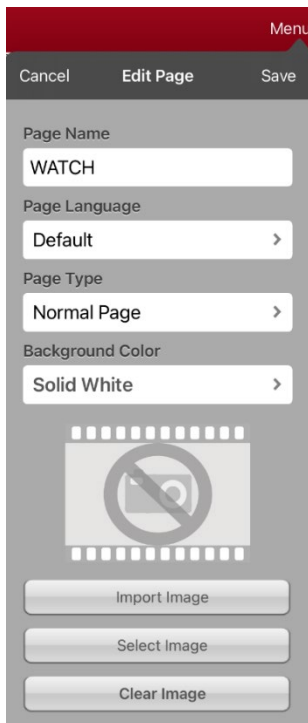 Menu
Cancel Edit Page Save
Page Name
WATCH
Page Language
Default
Page Type
Normal Page
Background Color
Solid White
Import Image
Select Image
Clear Image